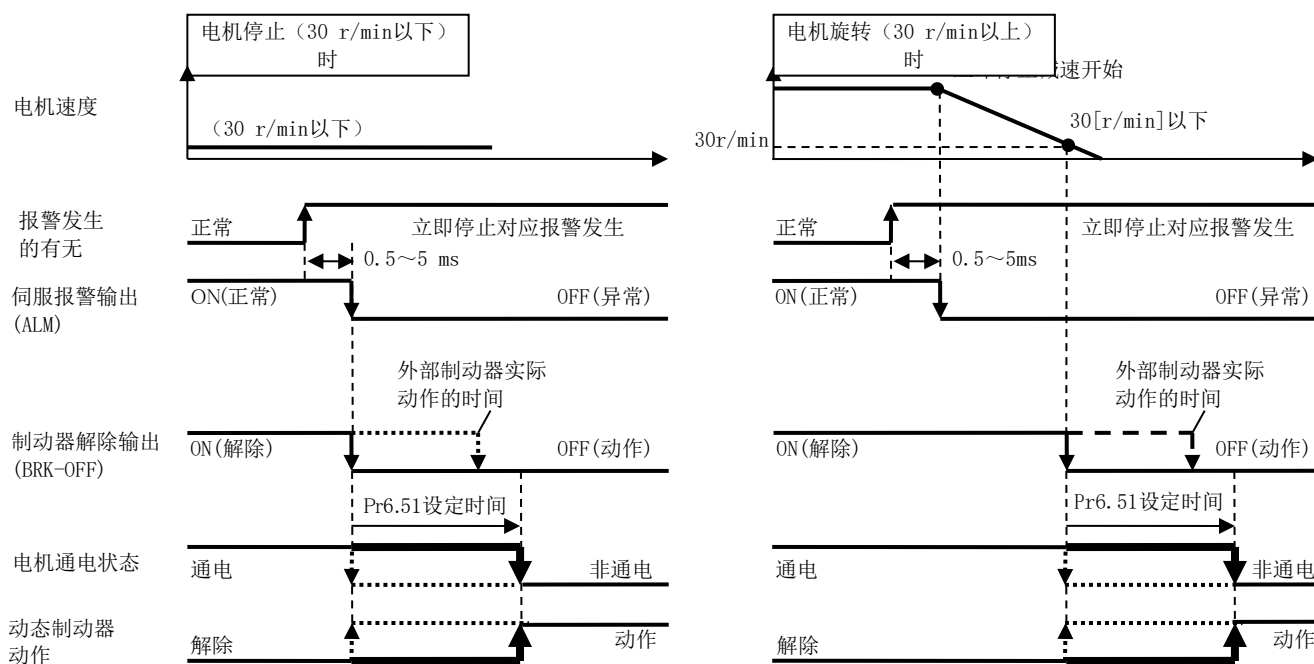 电机停止（30 r/min以下）
时
电机速度
（30 r/min以下）
电机旋转（30 r/min以上）
时
减速开始
30[r/min]以下
30r/min
报警发生
的有无
正常
立即停止对应报警发生
0.5～5 ms
正常
立即停止对应报警发生
0.5～5ms
伺服报警输出
(ALM)
ON(正常)
OFF(异常)
ON(正常)
OFF(异常)
外部制动器实际
动作的时间
外部制动器实际
动作的时间
制动器解除输出
(BRK-OFF)
ON(解除)
OFF(动作)
ON(解除)
OFF(动作)
Pr6.51设定时间
Pr6.51设定时间
电机通电状态
通电
非通电
通电
非通电
动态制动器
动作
解除
动作
解除
动作